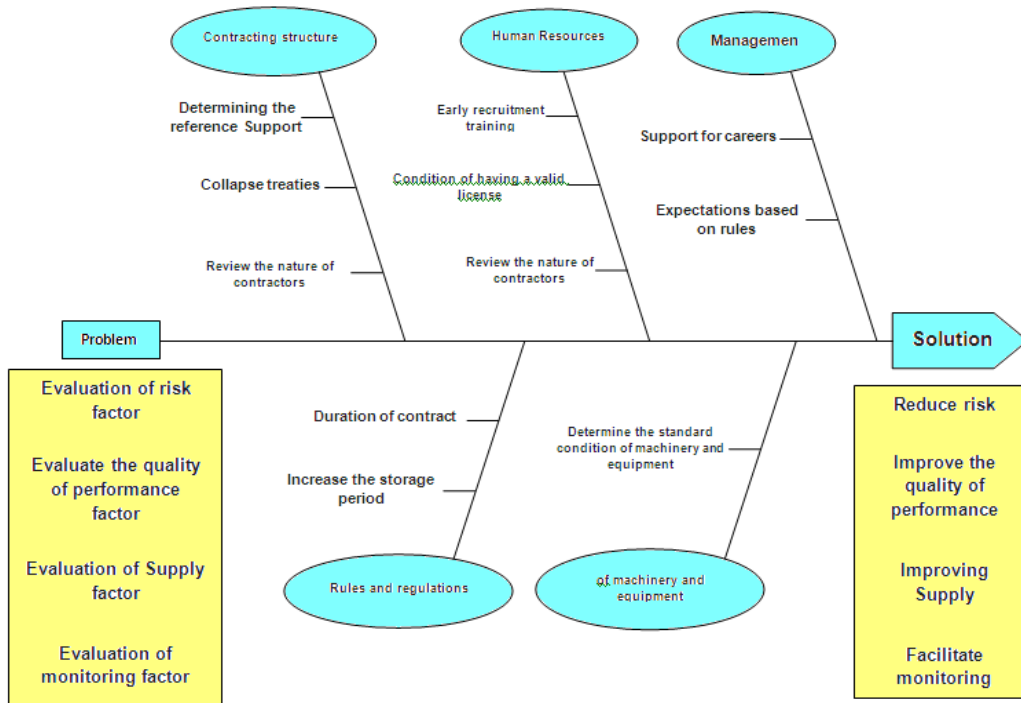 Contracting structure
Human Resources
Managemen
Determining the
reference Support
Collapse treaties
Review the nature of
contractors
Early recruitment
training
Condition of having a valid
license
Review the nature of
contractors
Support for careers
Expectations based
on rules
Problem
Solution
Evaluation of risk
factor
Evaluate the quality
of performance
factor
Evaluation of Supply
factor
Evaluation of
monitoring factor
Duration of contract
Increase the storage
period
Rules and regulations
Determine the standard
condition of machinery and
equipment
of machinery and
equipment
Reduce risk
Improve the
quality of
performance
Improving
Supply
Facilitate
monitoring